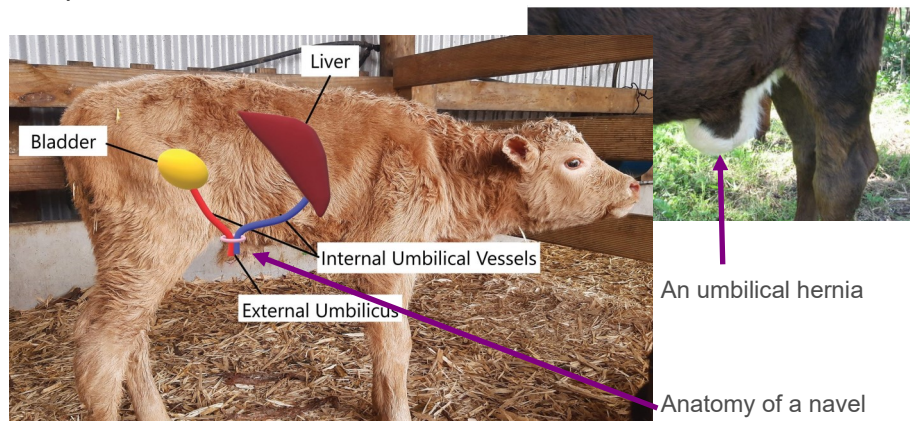 Liver
Bladder
Internal Umbilical Vessels
External Umbilicus
An umbilical hernia
Anatomy of a navel